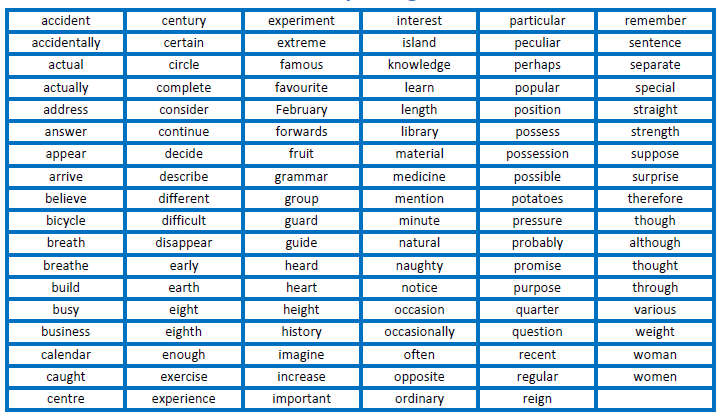 accident century experiment interest particular remember
accidentally certain extreme island peculiar sentence
actual circle famous knowledge perhaps separate
actually complete favourite learn popular special
address consider February length position straight
answer continue forwards library possess strength
appear decide fruit material possession suppose
arrive describe grammar medicine possible surprise
believe different group mention potatoes therefore
bicycle difficult guard minute pressure though
breath disappear guide natural probably although
breathe early heard naughty promise thought
build earth heart notice purpose through
busy eight height occasion quarter various
business eighth history occasionally question weight
calendar enough imagine often recent woman
caught exercise increase opposite regular women
centre experience important ordinary reign